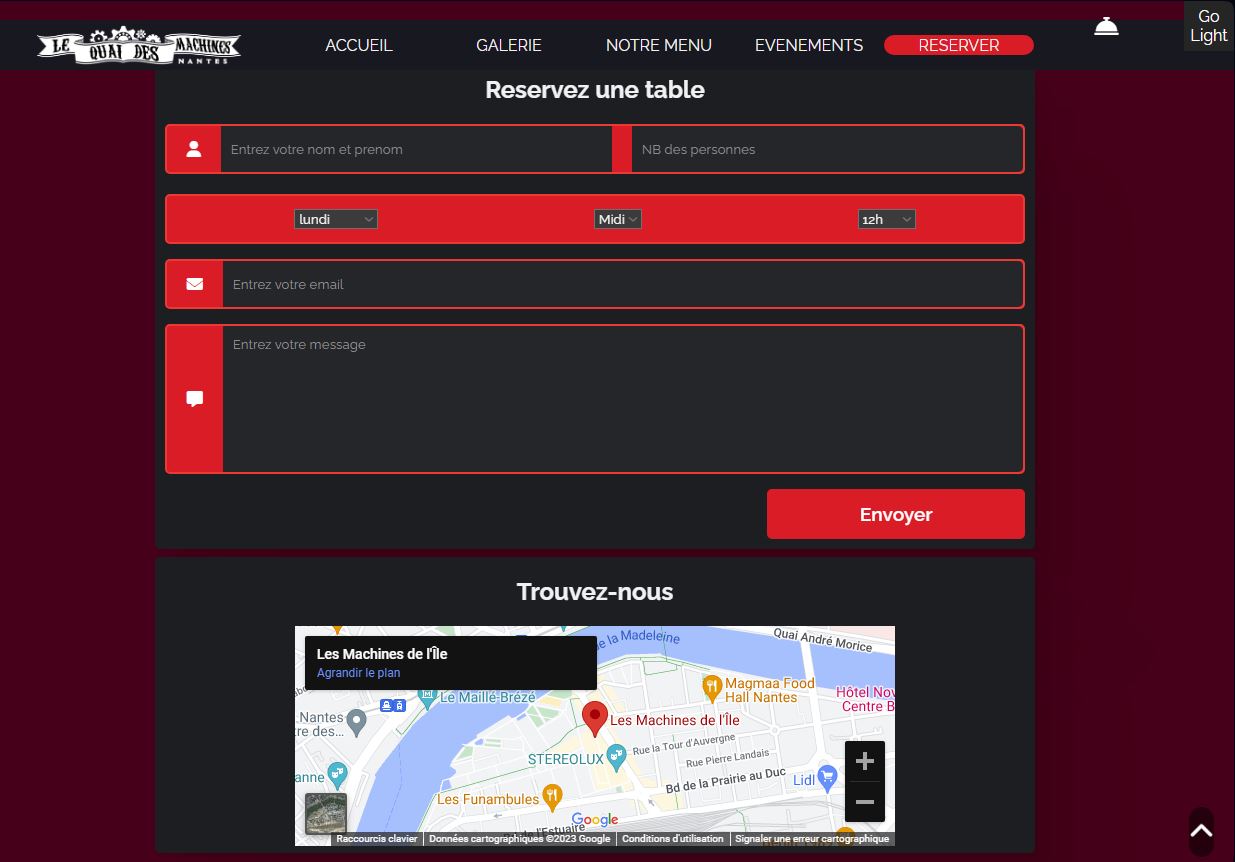 LE QUAI DES MACHINES
NANTES
ACCUEIL
GALERIE
NOTRE MENU
EVENEMENTS
RESERVER
Go
Light
Reservez une table
Entrez votre nom et prenom
NB des personnes
lundi
Midi
12h
Entrez votre email
Entrez votre message
Envoyer
Trouvez-nous
Les Machines de l'Île
Agrandir le plan
de la Madeleine
Quai André Morice
Le Maillé-Brézé
Magmaa Food
Hall Nantes
Hôtel Nov
Centre B
Nantes
tre des...
Les Machines de l'Île
STEREOLUX
Rue la Tour d'Auvergne
Rue Pierre Landais
Bd de la Prairie au Duc
Lidl
anne
Les Funambules
Google
de l'Estuaire
Raccourcis clavier
Données cartographiques ©2023 Google
Conditions d'utilisation
Signaler une erreur cartographique